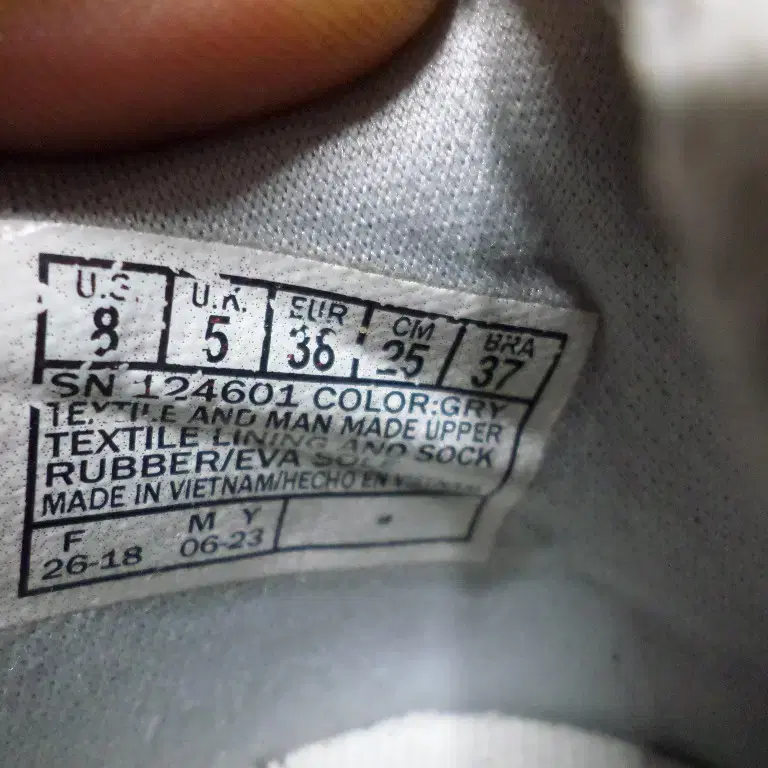 U.S. U.K. EUR CM BRA
8 5 38 25 37
SN 124601 COLOR:GRY
TEXTILE AND MAN MADE UPPER
TEXTILE LINING AND SOCK
RUBBER/EVA
MADE IN VIETNAM/HECHO EN
F M Y
26-18 06-23 -